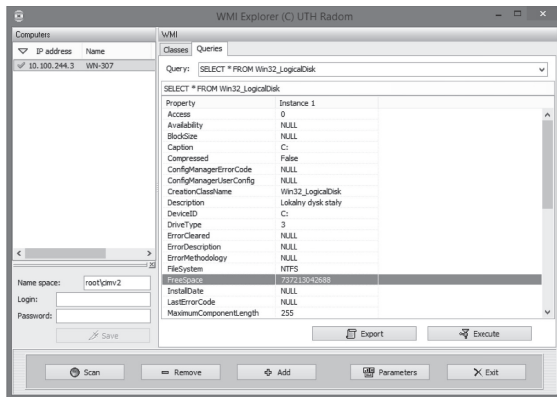 WMI Explorer (C) UTH Radom
Computers
IP address Name
10.100.244.3 WN-307
Name space: root\cimv2
Login:
Password:
Save
WMI
Classes Queries
Query: SELECT * FROM Win32_LogicalDisk
SELECT * FROM Win32_LogicalDisk
Property Instance 1
Access 0
Availability NULL
BlockSize NULL
Caption C:
Compressed False
ConfigManagerErrorCode NULL
ConfigManagerUserConfig NULL
CreationClassName Win32_LogicalDisk
Description Lokalny dysk stały
DeviceID C:
DriveType 3
ErrorCleared NULL
ErrorDescription NULL
ErrorMethodology NULL
FileSystem NTFS
FreeSpace 737213042688
InstallDate NULL
LastErrorCode NULL
MaximumComponentLength 255
Export Execute
Scan Remove Add Parameters Exit